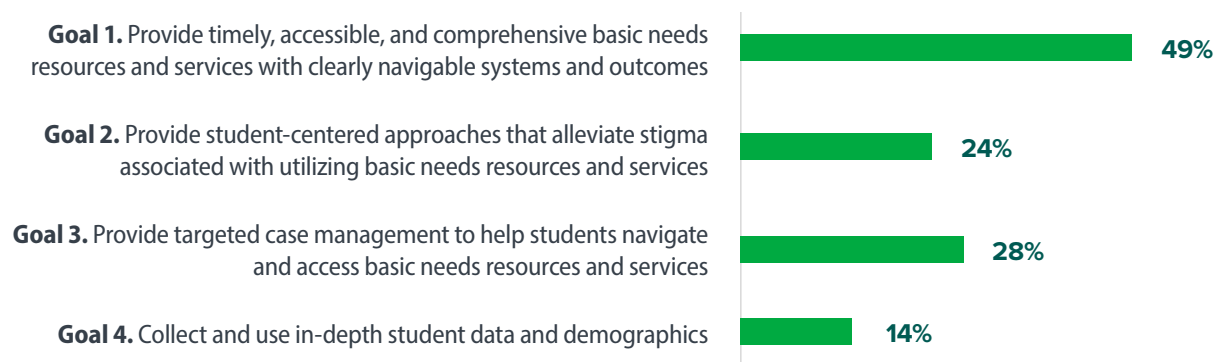 Goal 1. Provide timely, accessible, and comprehensive basic needs
resources and services with clearly navigable systems and outcomes
49%
Goal 2. Provide student-centered approaches that alleviate stigma
associated with utilizing basic needs resources and services
24%
Goal 3. Provide targeted case management to help students navigate
and access basic needs resources and services
28%
Goal 4. Collect and use in-depth student data and demographics
14%